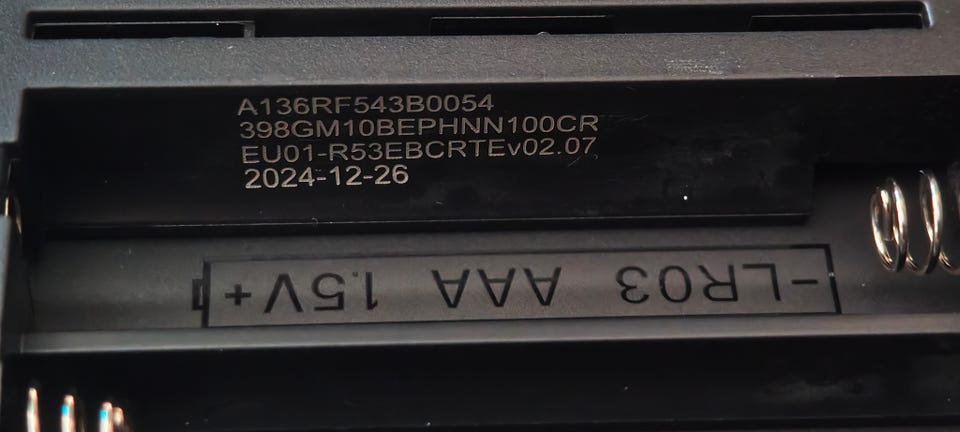 A136RF543B0054
398GM10BEPHNN100CR
EU01-R53EBCRTEv02.07
2024-12-26
-LR03 AAA 1.5V+